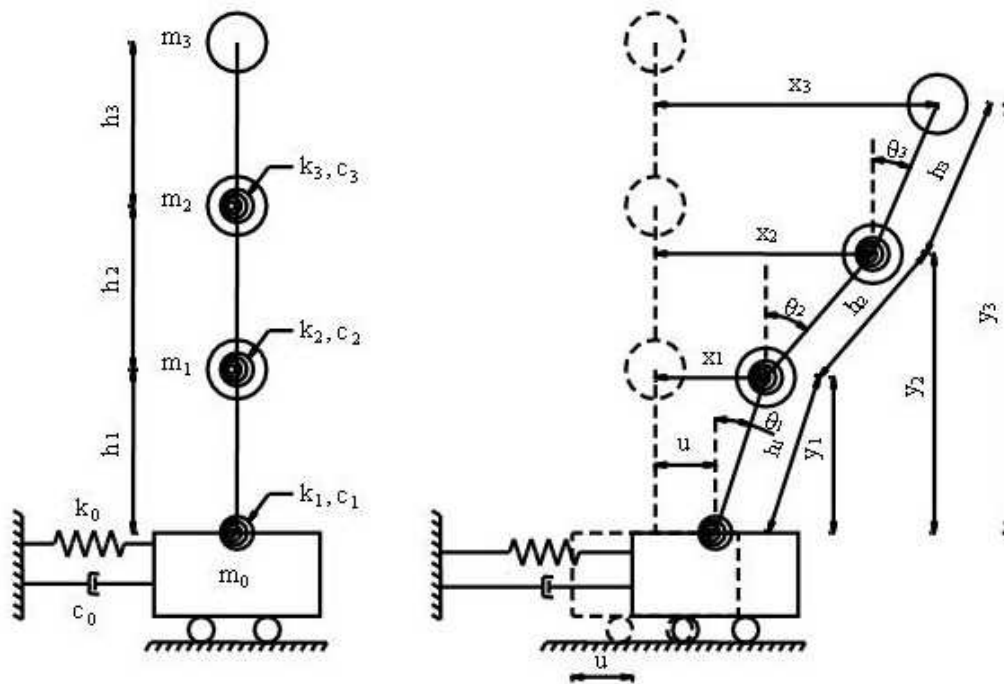 m3
h3
k3, c3
m2
h2
k2, c2
m1
h1
k1, c1
k0
m0
c0
x3
θ3
h3
x2
θ2
h2
y3
x1
y2
θ1
h1
y1
u
u